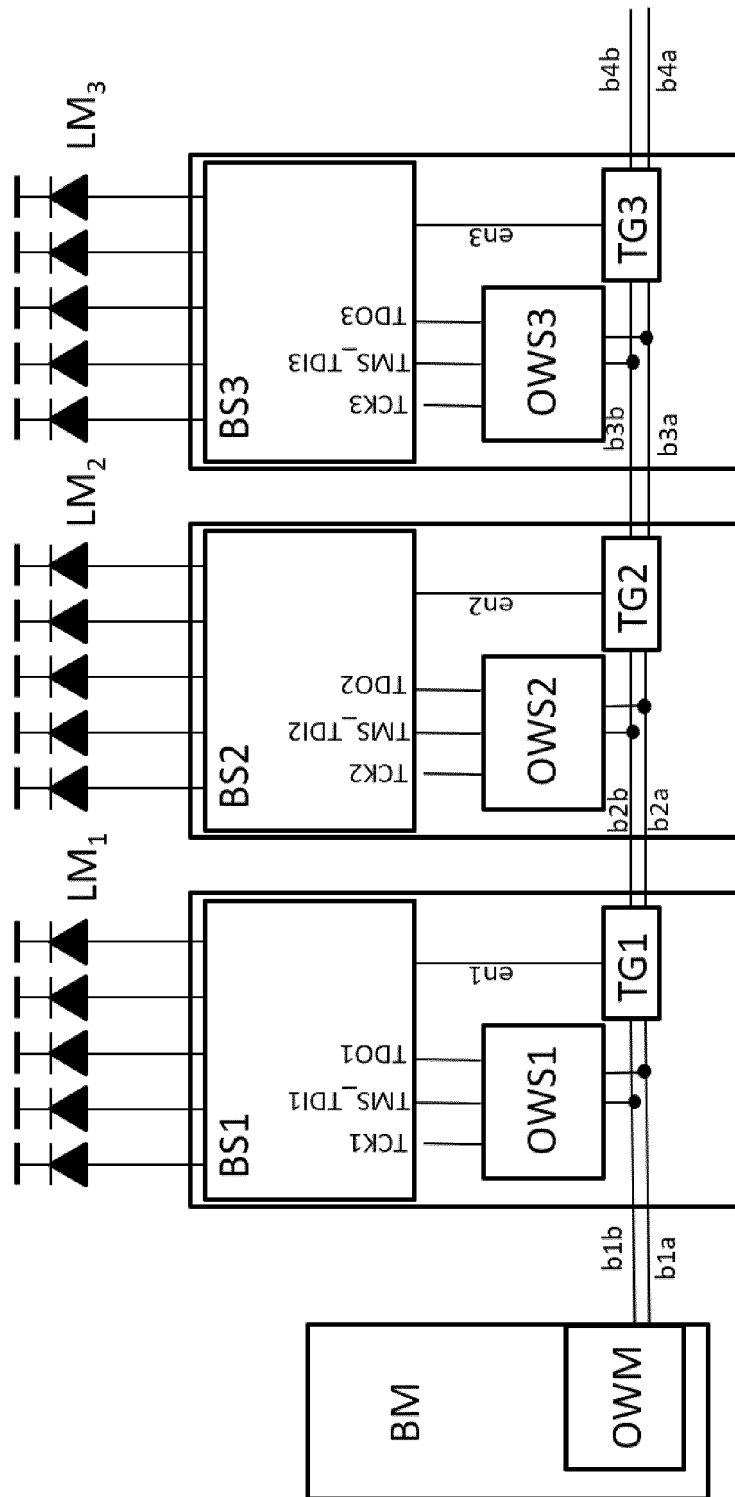 BM
OWM
b1b
b1a
LM1
BS1
TCK1
TMS_TDI1
TDO1
en1
OWS1
TG1
b2b
b2a
LM2
BS2
TCK2
TMS_TDI2
TDO2
en2
OWS2
TG2
b3b
b3a
LM3
BS3
TCK3
TMS_TDI3
TDO3
en3
OWS3
TG3
b4b
b4a